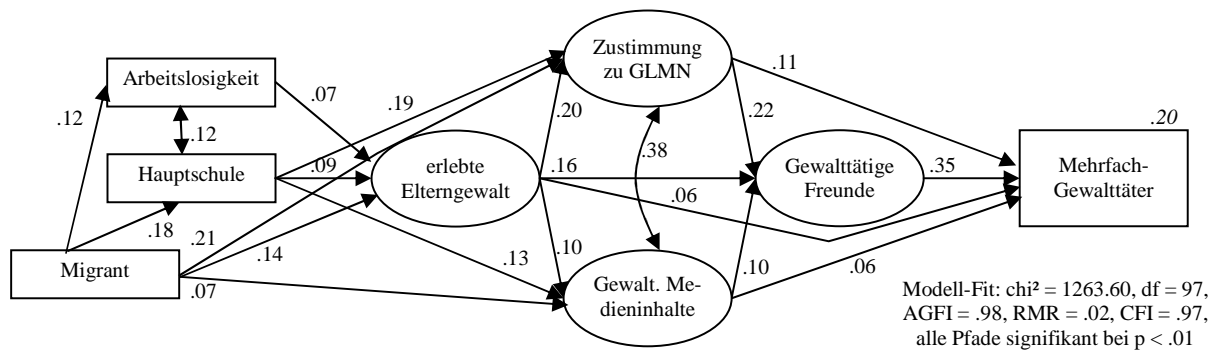 Zustimmung
zu GLMN
.11
.20
Arbeitslosigkeit
.07
.19
.12
.20
.22
.12
.38
Hauptschule
.09
erlebte
Elterngewalt
.16
Gewalttätige
Freunde
.35
Mehrfach-
Gewalttäter
.06
.18
.21
.14
.13
.10
.10
.06
Migrant
.07
Gewalt. Me-
dieninhalte
Modell-Fit: chi² = 1263.60, df = 97,
AGFI = .98, RMR = .02, CFI = .97,
alle Pfade signifikant bei p < .01